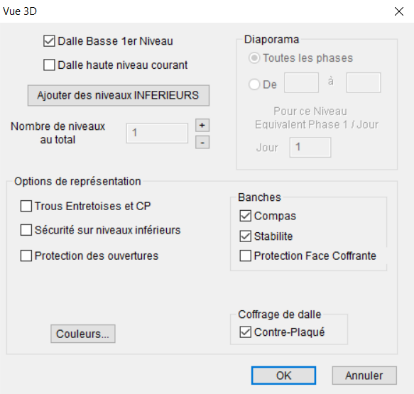 Vue 3D
Dalle Basse 1er Niveau
Dalle haute niveau courant
Ajouter des niveaux INFERIEURS
Nombre de niveaux
au total
1
+
-
Diaporama
Toutes les phases
De
à
Pour ce Niveau
Equivalent Phase 1 / Jour
Jour
1
Options de représentation
Trous Entretoises et CP
Sécurité sur niveaux inférieurs
Protection des ouvertures
Couleurs...
Banches
Compas
Stabilite
Protection Face Coffrante
Coffrage de dalle
Contre-Plaqué
OK
Annuler